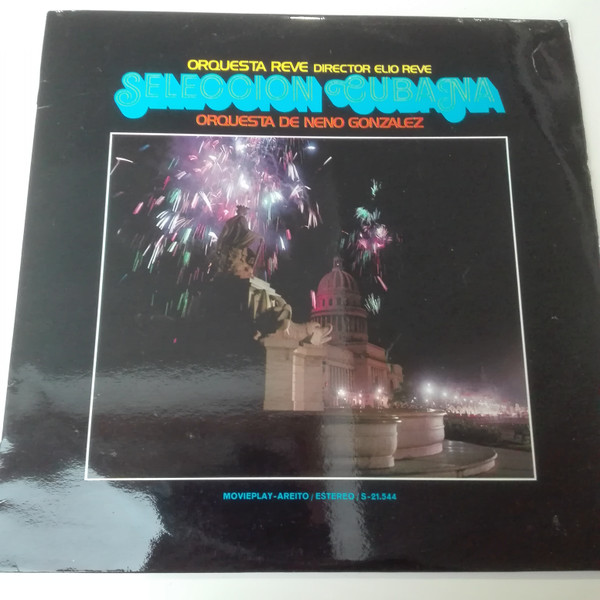 ORQUESTA REVE DIRECTOR ELIO REVE
SELECCION CUBANA
ORQUESTA DE NENO GONZALEZ
MOVIEPLAY-AREITO / ESTEREO / S-21.544